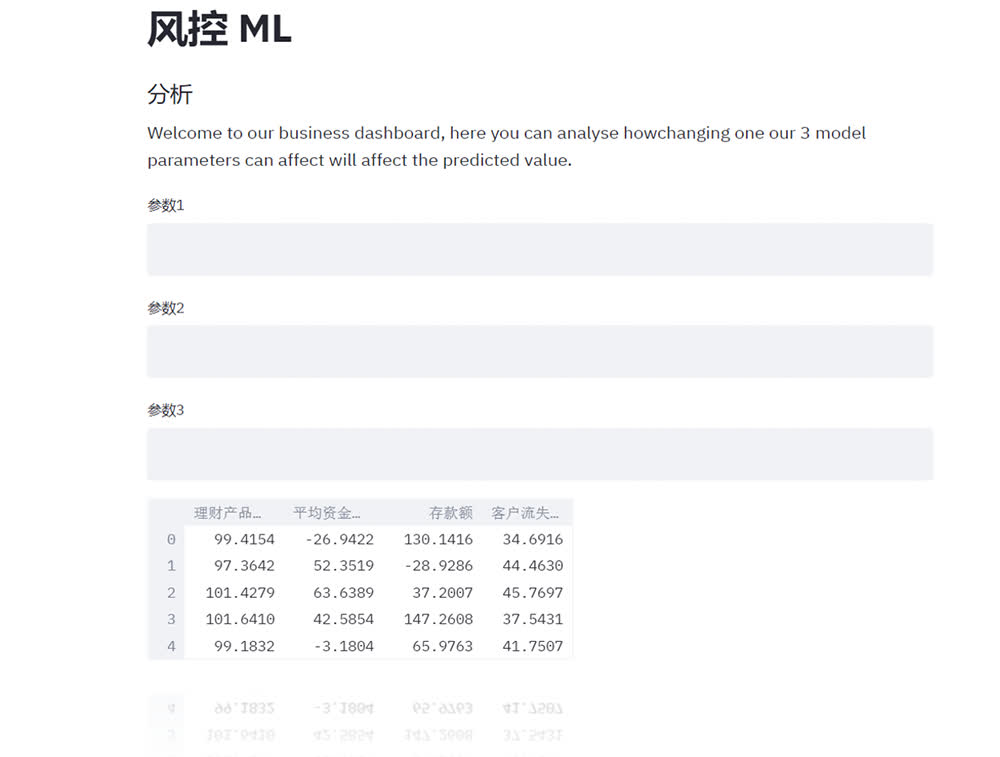 风控 ML
分析
Welcome to our business dashboard, here you can analyse howchanging one our 3 model
parameters can affect will affect the predicted value.
参数1
参数2
参数3
理财产品... 平均资金... 存款额 客户流失...
0 99.4154 -26.9422 130.1416 34.6916
1 97.3642 52.3519 -28.9286 44.4630
2 101.4279 63.6389 37.2007 45.7697
3 101.6410 42.5854 147.2608 37.5431
4 99.1832 -3.1804 65.9763 41.7507